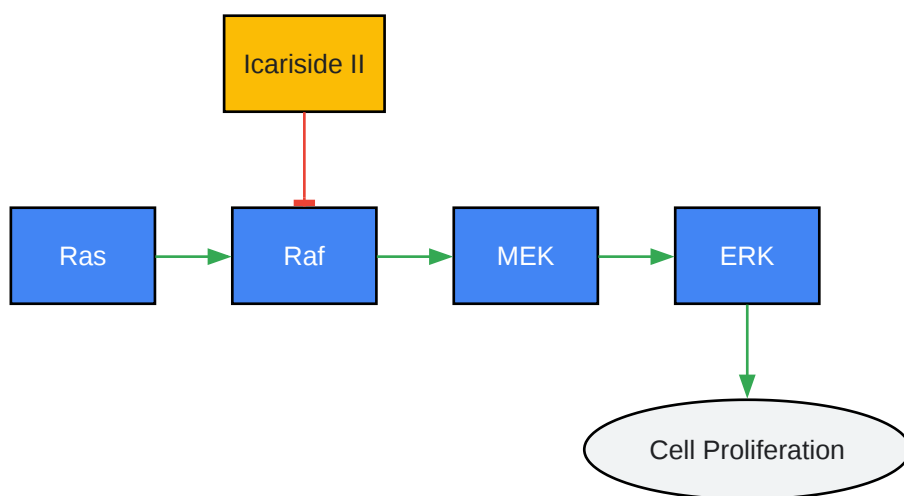 Icariside II
Ras
Raf
MEK
ERK
Cell Proliferation